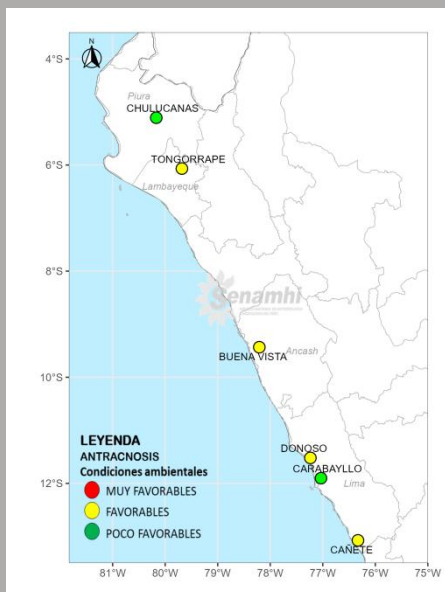 N
4°S
Piura
CHULUCANAS
6°S
TONGORRAPE
Lambayeque
8°S
Senamhi
Ancash
BUENA VISTA
10°S
LEYENDA
ANTRACNOSIS
Condiciones ambientales
MUY FAVORABLES
FAVORABLES
POCO FAVORABLES
DONOSO
CARABAYLLO
12°S
Lima
CAÑETE
81°W 80°W 79°W 78°W 77°W 76°W 75°W